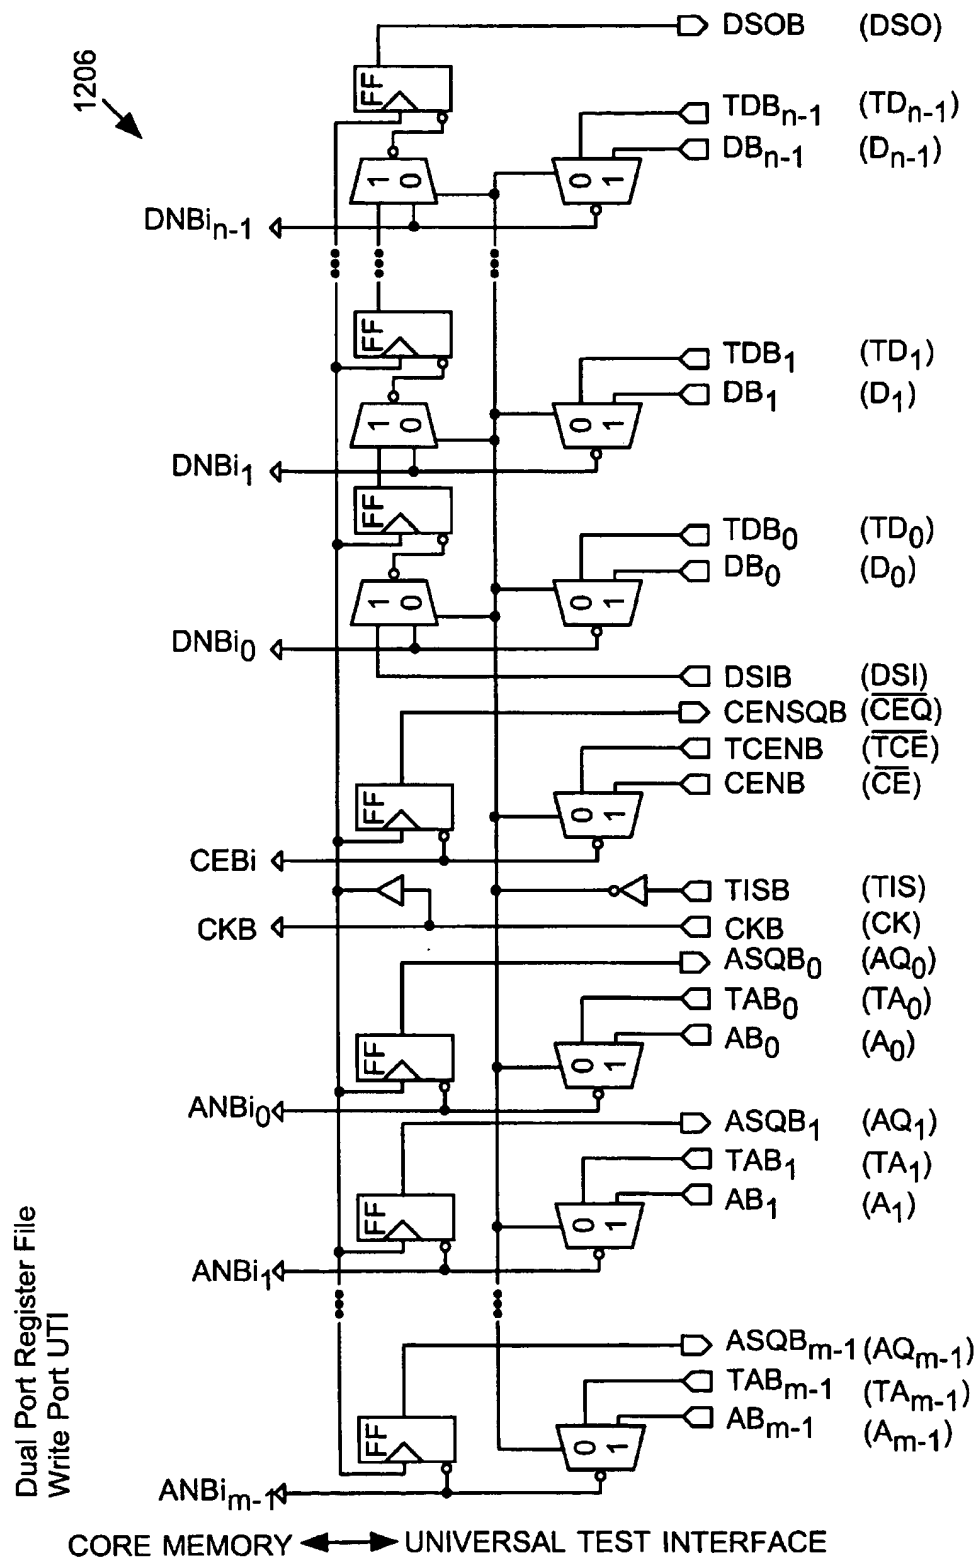 1206
DSOB (DSO)
FF
TDBn-1 (TDn-1)
DBn-1 (Dn-1)
1 0
0 1
DNBin-1
FF
TDB1 (TD1)
DB1 (D1)
1 0
0 1
DNBi1
FF
TDB0 (TD0)
DB0 (D0)
1 0
0 1
DNBi0
DSIB (DSI)
CENSQB (C̅E̅Q̅)
TCENB (T̅C̅E̅)
CENB (C̅E̅)
FF
0 1
CEBi
TISB (TIS)
CKB
CKB (CK)
ASQB0 (AQ0)
TAB0 (TA0)
AB0 (A0)
FF
0 1
ANBi0
ASQB1 (AQ1)
TAB1 (TA1)
AB1 (A1)
FF
0 1
ANBi1
ASQBm-1 (AQm-1)
TABm-1 (TAm-1)
ABm-1 (Am-1)
FF
0 1
ANBim-1
Dual Port Register File
Write Port UTI
CORE MEMORY UNIVERSAL TEST INTERFACE